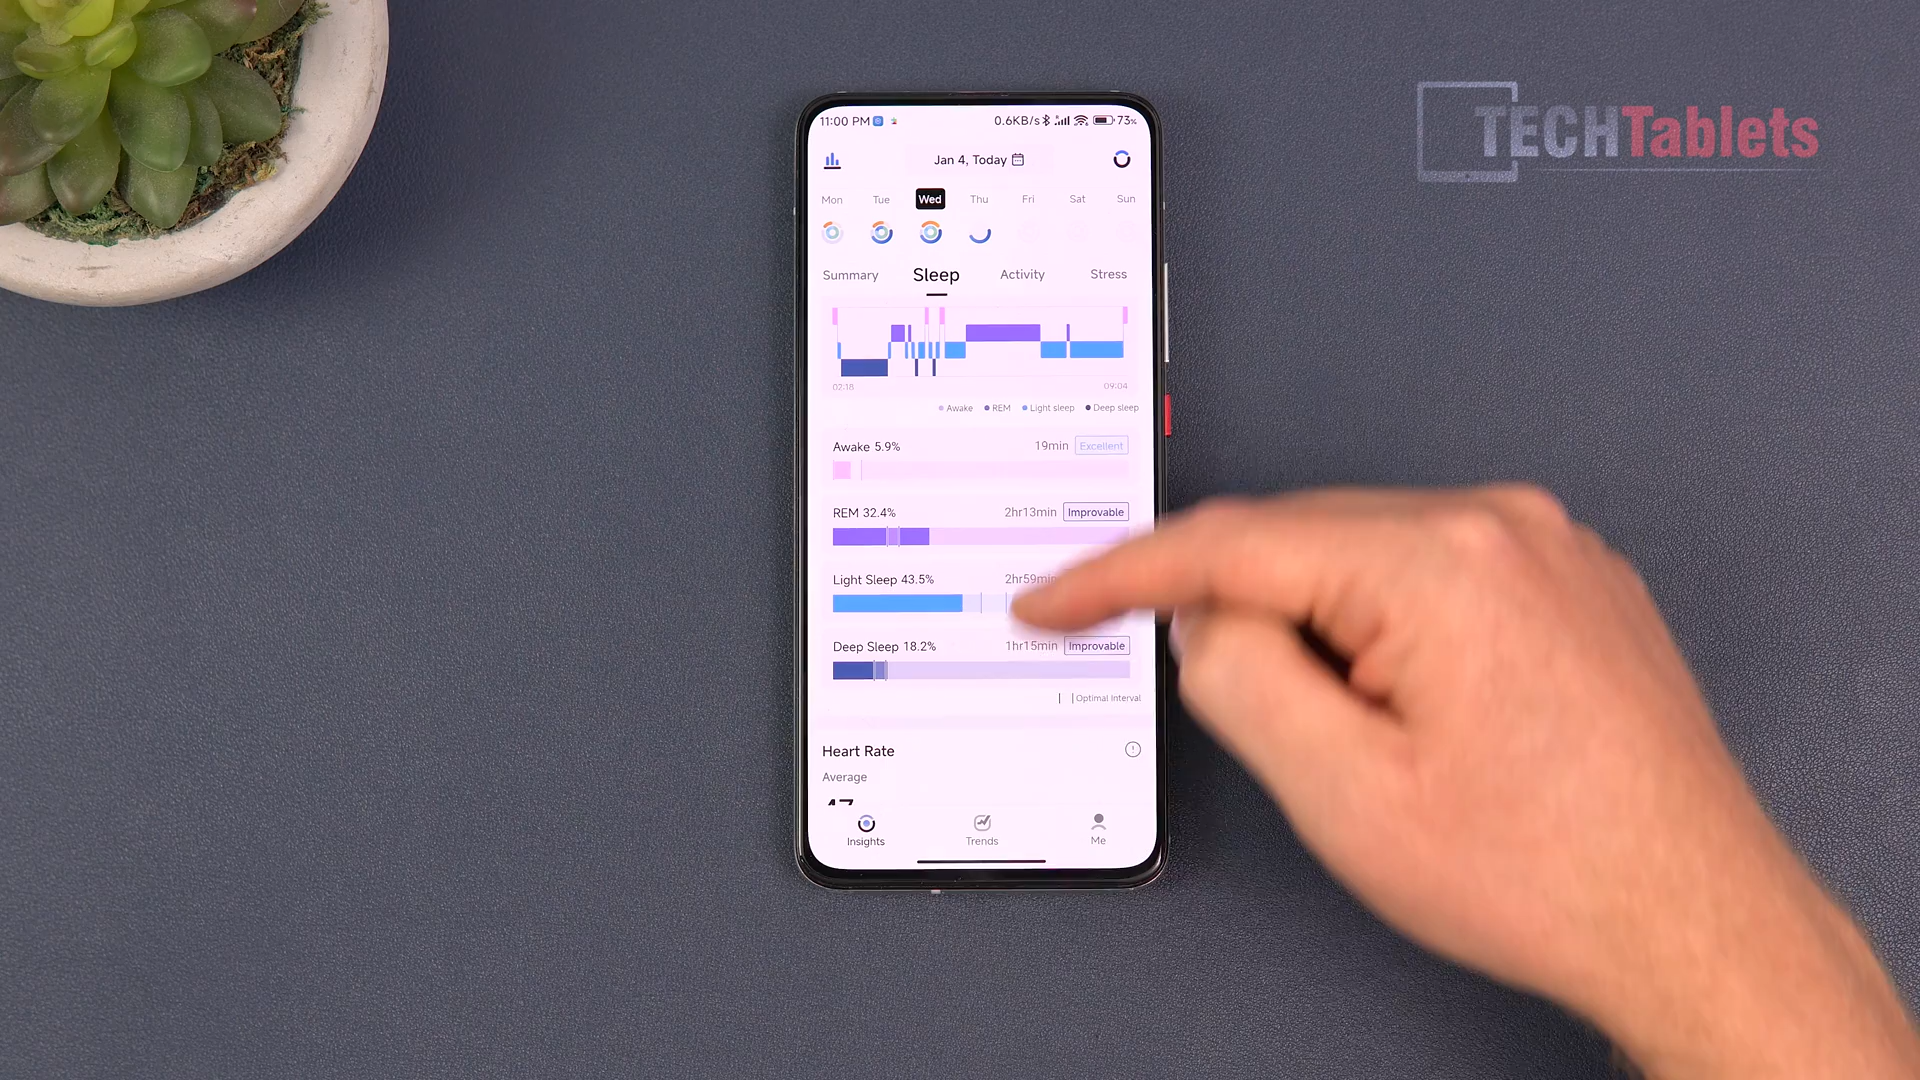 TECHTablets
11:00 PM 0.6KB/s 73%
Jan 4, Today
Mon Tue Wed Thu Fri Sat Sun
Summary Sleep Activity Stress
02:18 09:04
Awake REM Light sleep Deep sleep
Awake 5.9% 19min Excellent
REM 32.4% 2hr13min Improvable
Light Sleep 43.5% 2hr59min
Deep Sleep 18.2% 1hr15min Improvable
Optimal Interval
Heart Rate
Average
Insights Trends Me